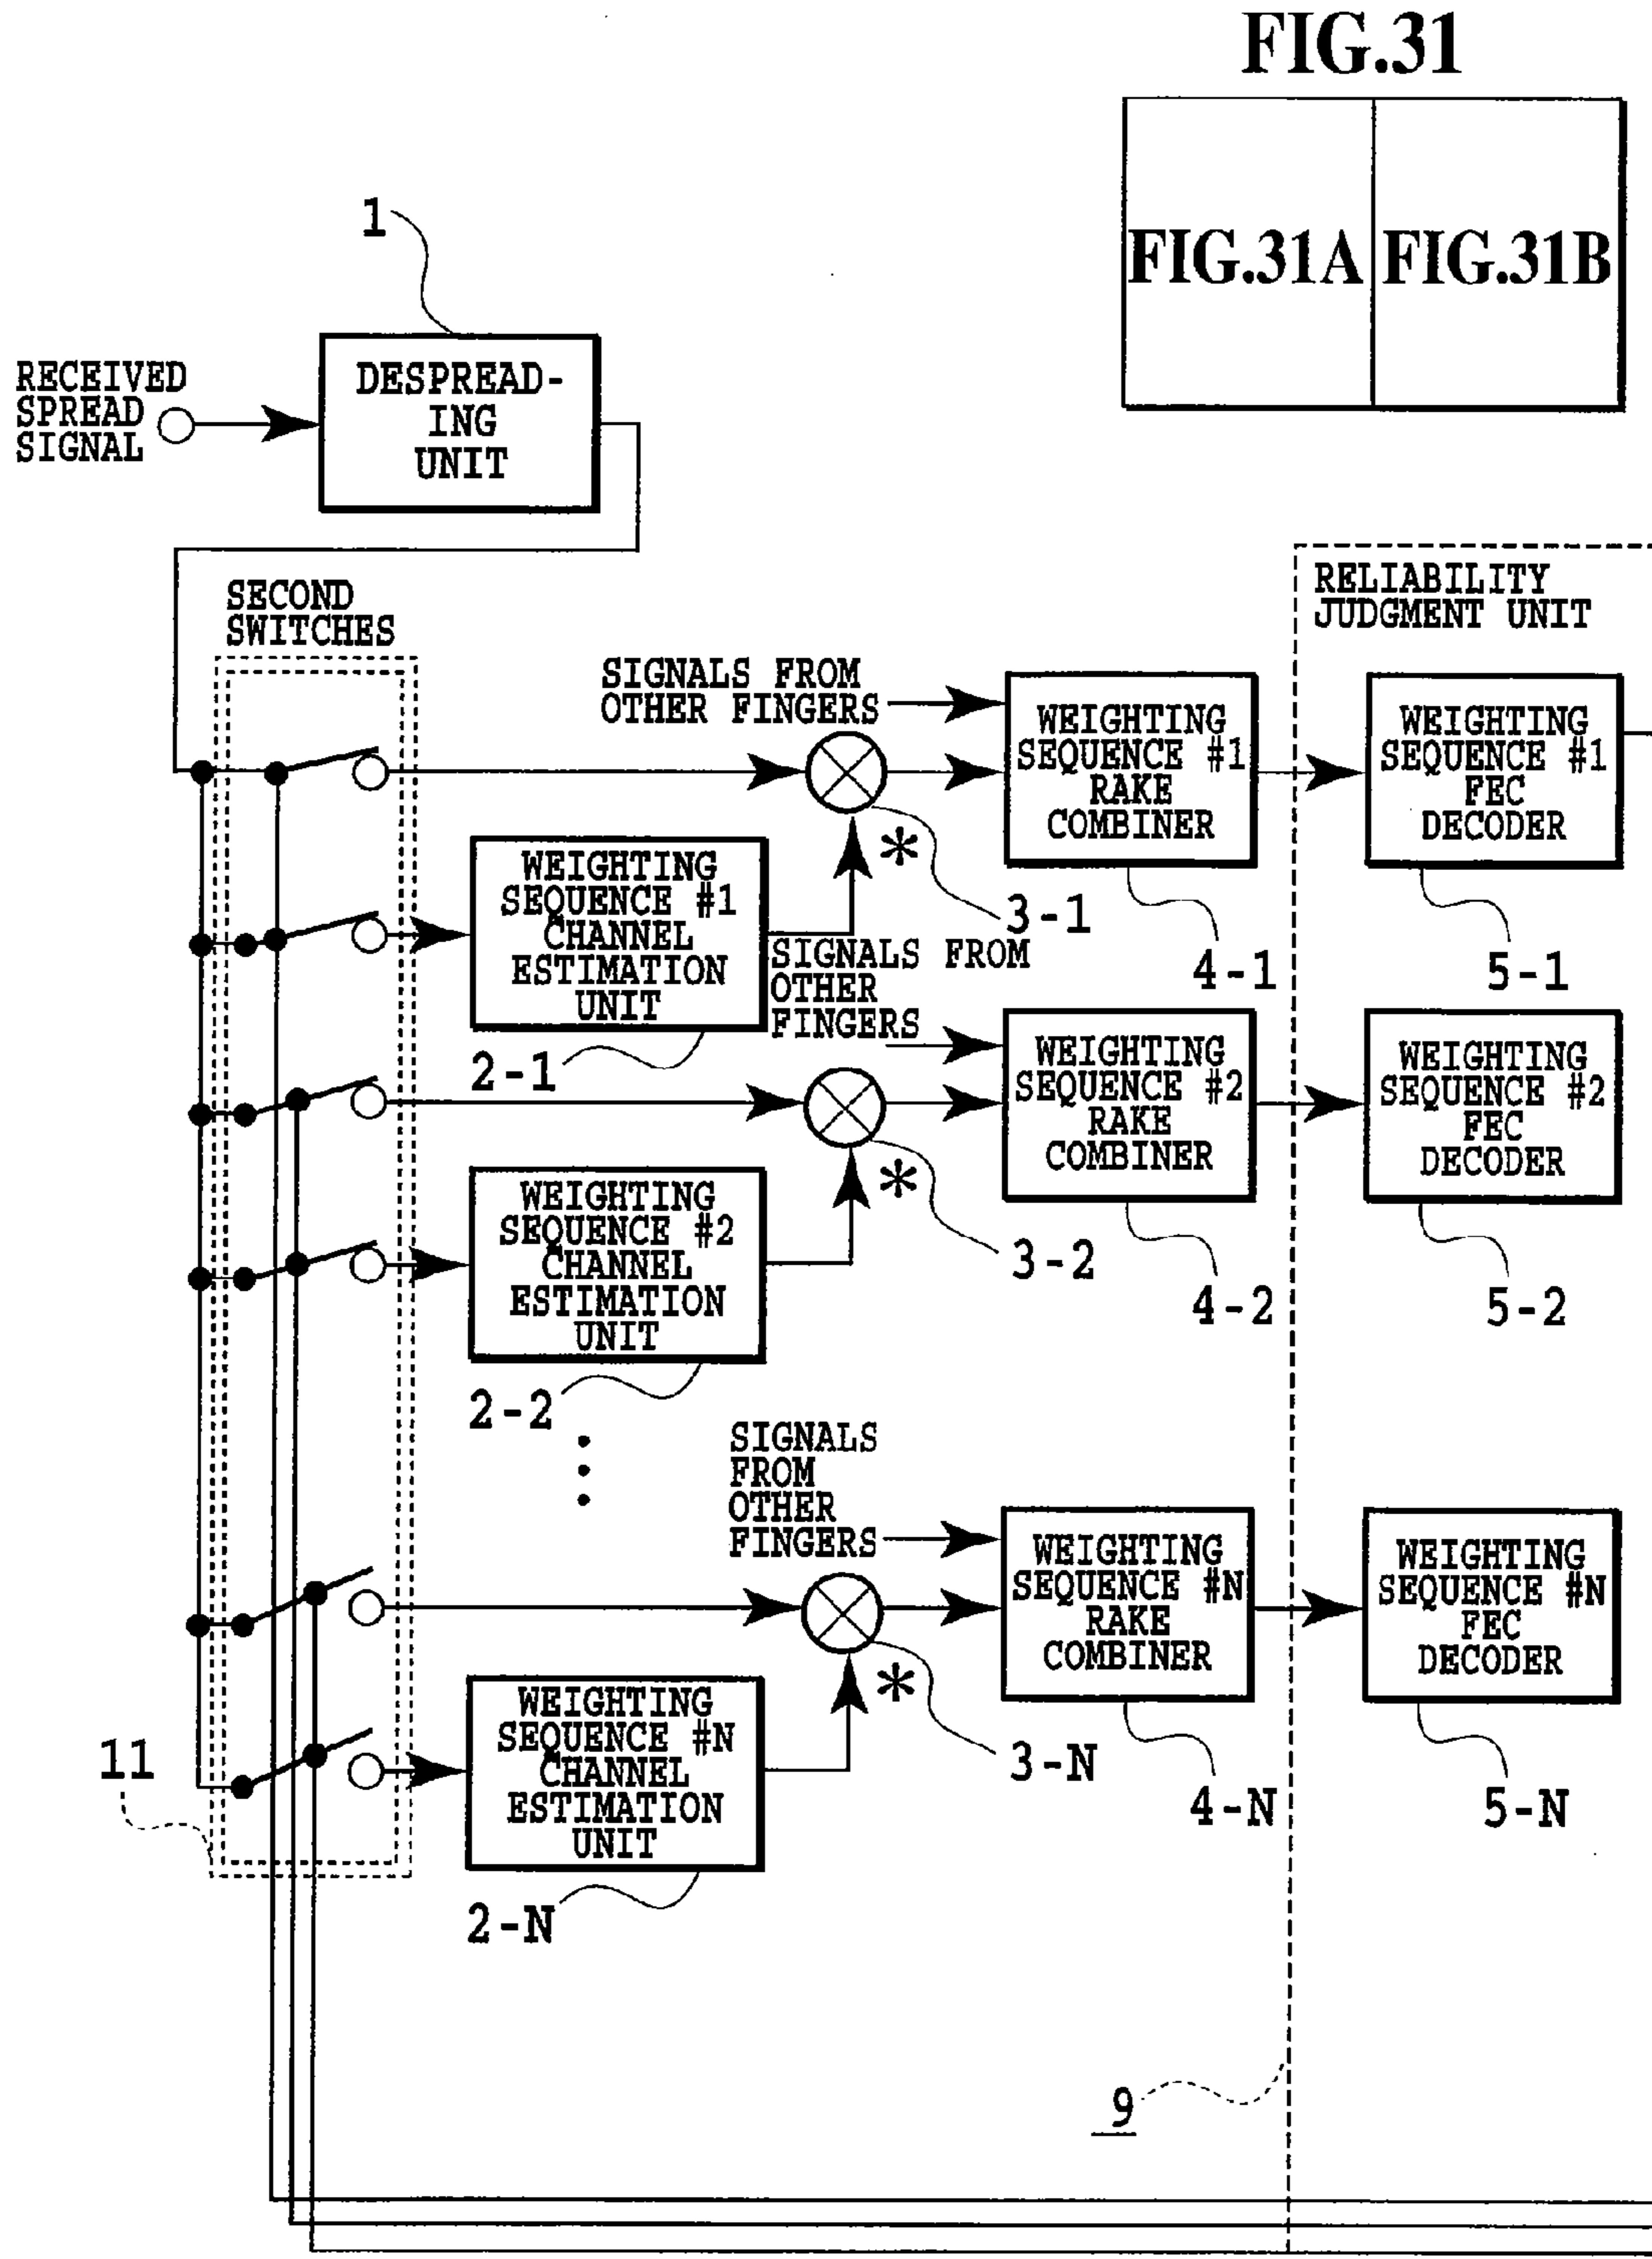 FIG.31
FIG.31A
FIG.31B
1
RECEIVED
SPREAD
SIGNAL
DESPREAD-
ING
UNIT
SECOND
SWITCHES
RELIABILITY
JUDGMENT UNIT
SIGNALS FROM
OTHER FINGERS
WEIGHTING
SEQUENCE #1
RAKE
COMBINER
WEIGHTING
SEQUENCE #1
FEC
DECODER
*
3-1
4-1
5-1
WEIGHTING
SEQUENCE #1
CHANNEL
ESTIMATION
UNIT
2-1
SIGNALS FROM
OTHER
FINGERS
WEIGHTING
SEQUENCE #2
RAKE
COMBINER
WEIGHTING
SEQUENCE #2
FEC
DECODER
*
3-2
4-2
5-2
WEIGHTING
SEQUENCE #2
CHANNEL
ESTIMATION
UNIT
2-2
SIGNALS
FROM
OTHER
FINGERS
WEIGHTING
SEQUENCE #N
RAKE
COMBINER
WEIGHTING
SEQUENCE #N
FEC
DECODER
*
3-N
4-N
5-N
11
WEIGHTING
SEQUENCE #N
CHANNEL
ESTIMATION
UNIT
2-N
9